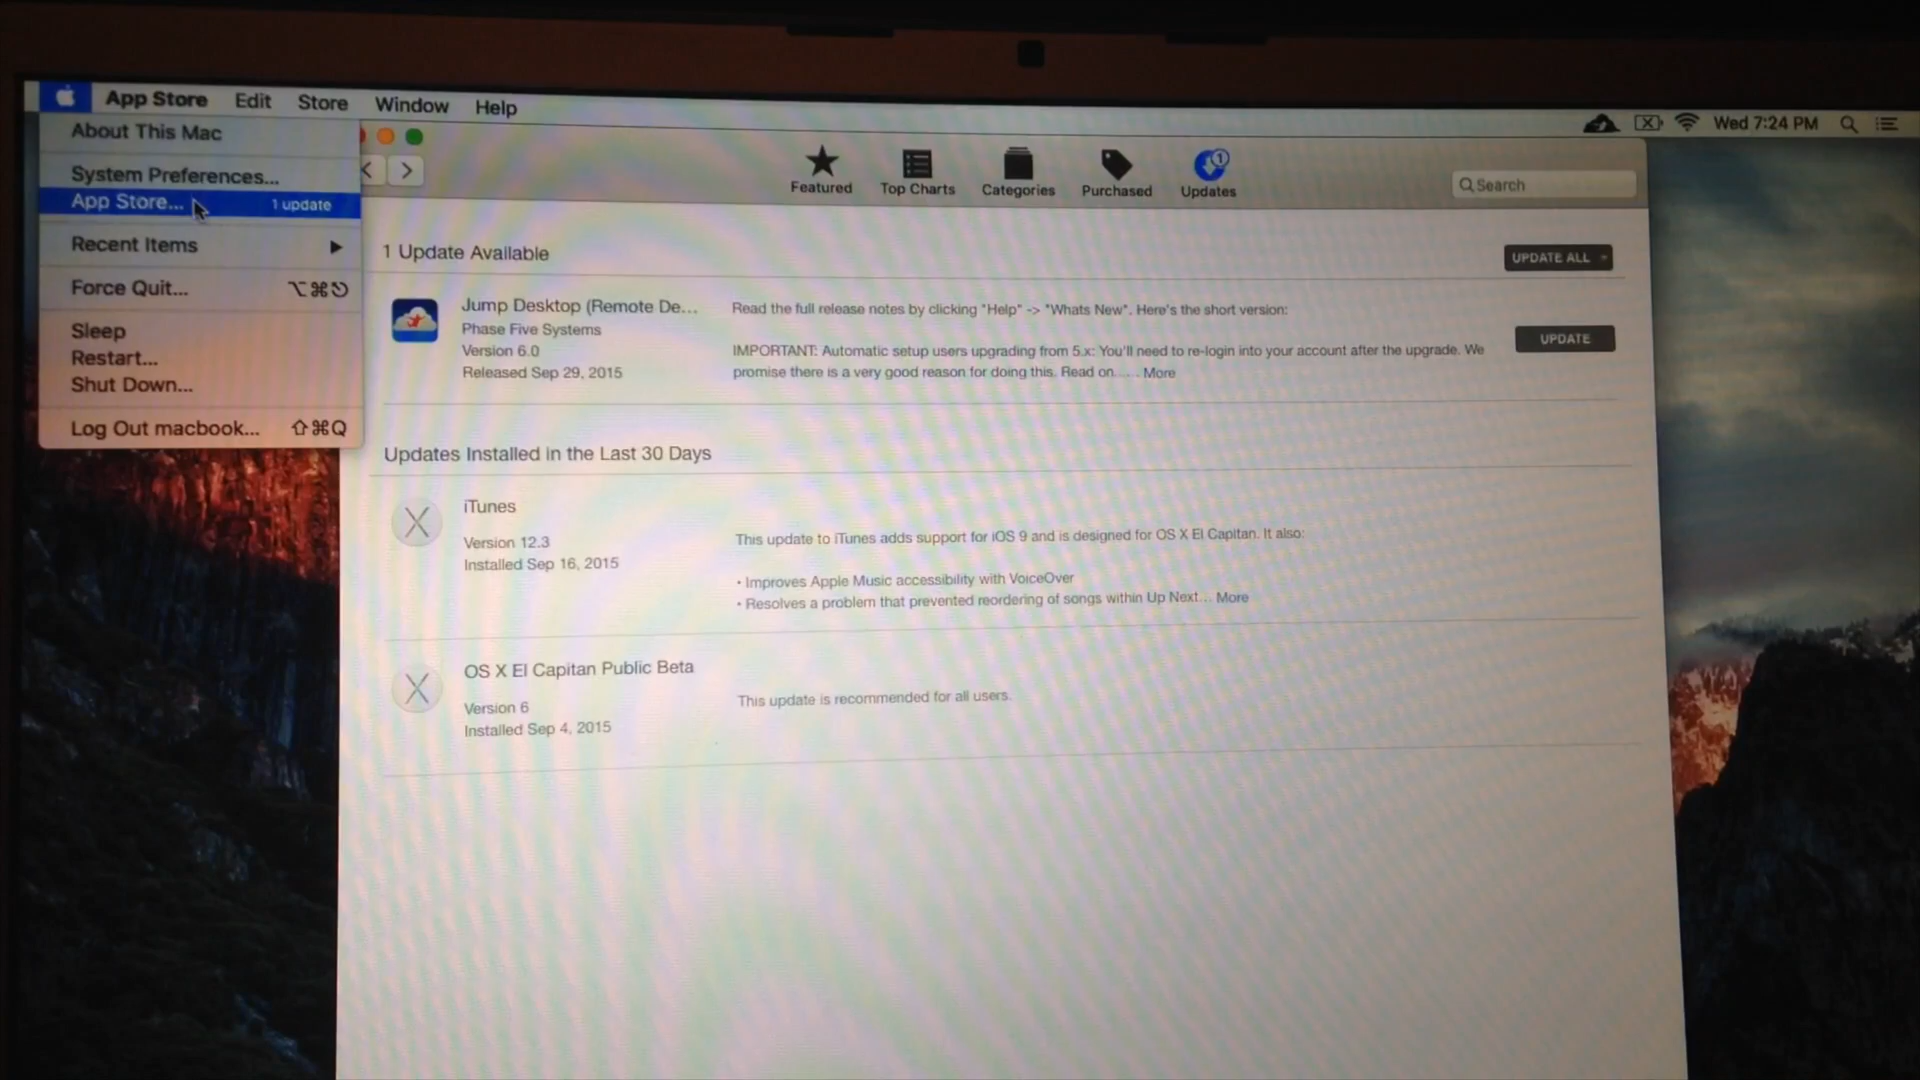 App Store Edit Store Window Help
Wed 7:24 PM
About This Mac
System Preferences...
App Store... 1 update
Recent Items
Force Quit... ⌥⌘⎋
Sleep
Restart...
Shut Down...
Log Out macbook... ⇧⌘Q
Featured Top Charts Categories Purchased Updates
1
Search
1 Update Available
UPDATE ALL
Jump Desktop (Remote De...
Phase Five Systems
Version 6.0
Released Sep 29, 2015
Read the full release notes by clicking "Help" -> "Whats New". Here's the short version:
IMPORTANT: Automatic setup users upgrading from 5.x: You'll need to re-login into your account after the upgrade. We
promise there is a very good reason for doing this. Read on...... More
UPDATE
Updates Installed in the Last 30 Days
iTunes
Version 12.3
Installed Sep 16, 2015
This update to iTunes adds support for iOS 9 and is designed for OS X El Capitan. It also:
• Improves Apple Music accessibility with VoiceOver
• Resolves a problem that prevented reordering of songs within Up Next... More
OS X El Capitan Public Beta
Version 6
Installed Sep 4, 2015
This update is recommended for all users.